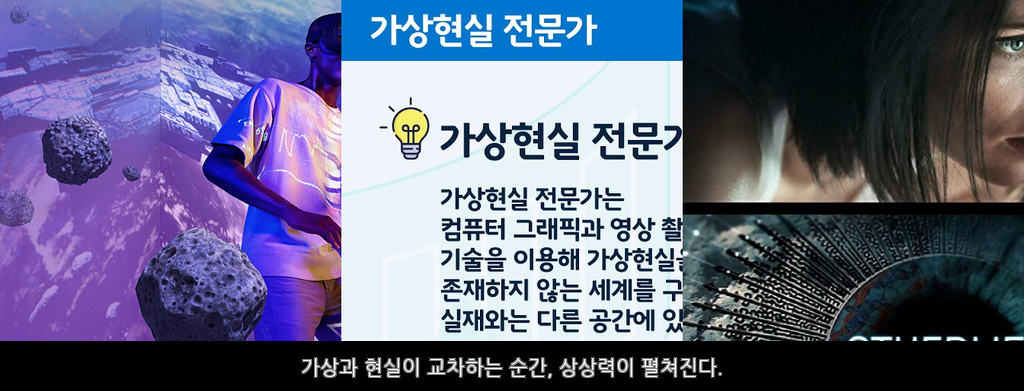 가상현실 전문가
가상현실 전문
가상현실 전문가는
컴퓨터 그래픽과 영상 촬
기술을 이용해 가상현실을
존재하지 않는 세계를 구
실재와는 다른 공간에 있
가상과 현실이 교차하는 순간, 상상력이 펼쳐진다.